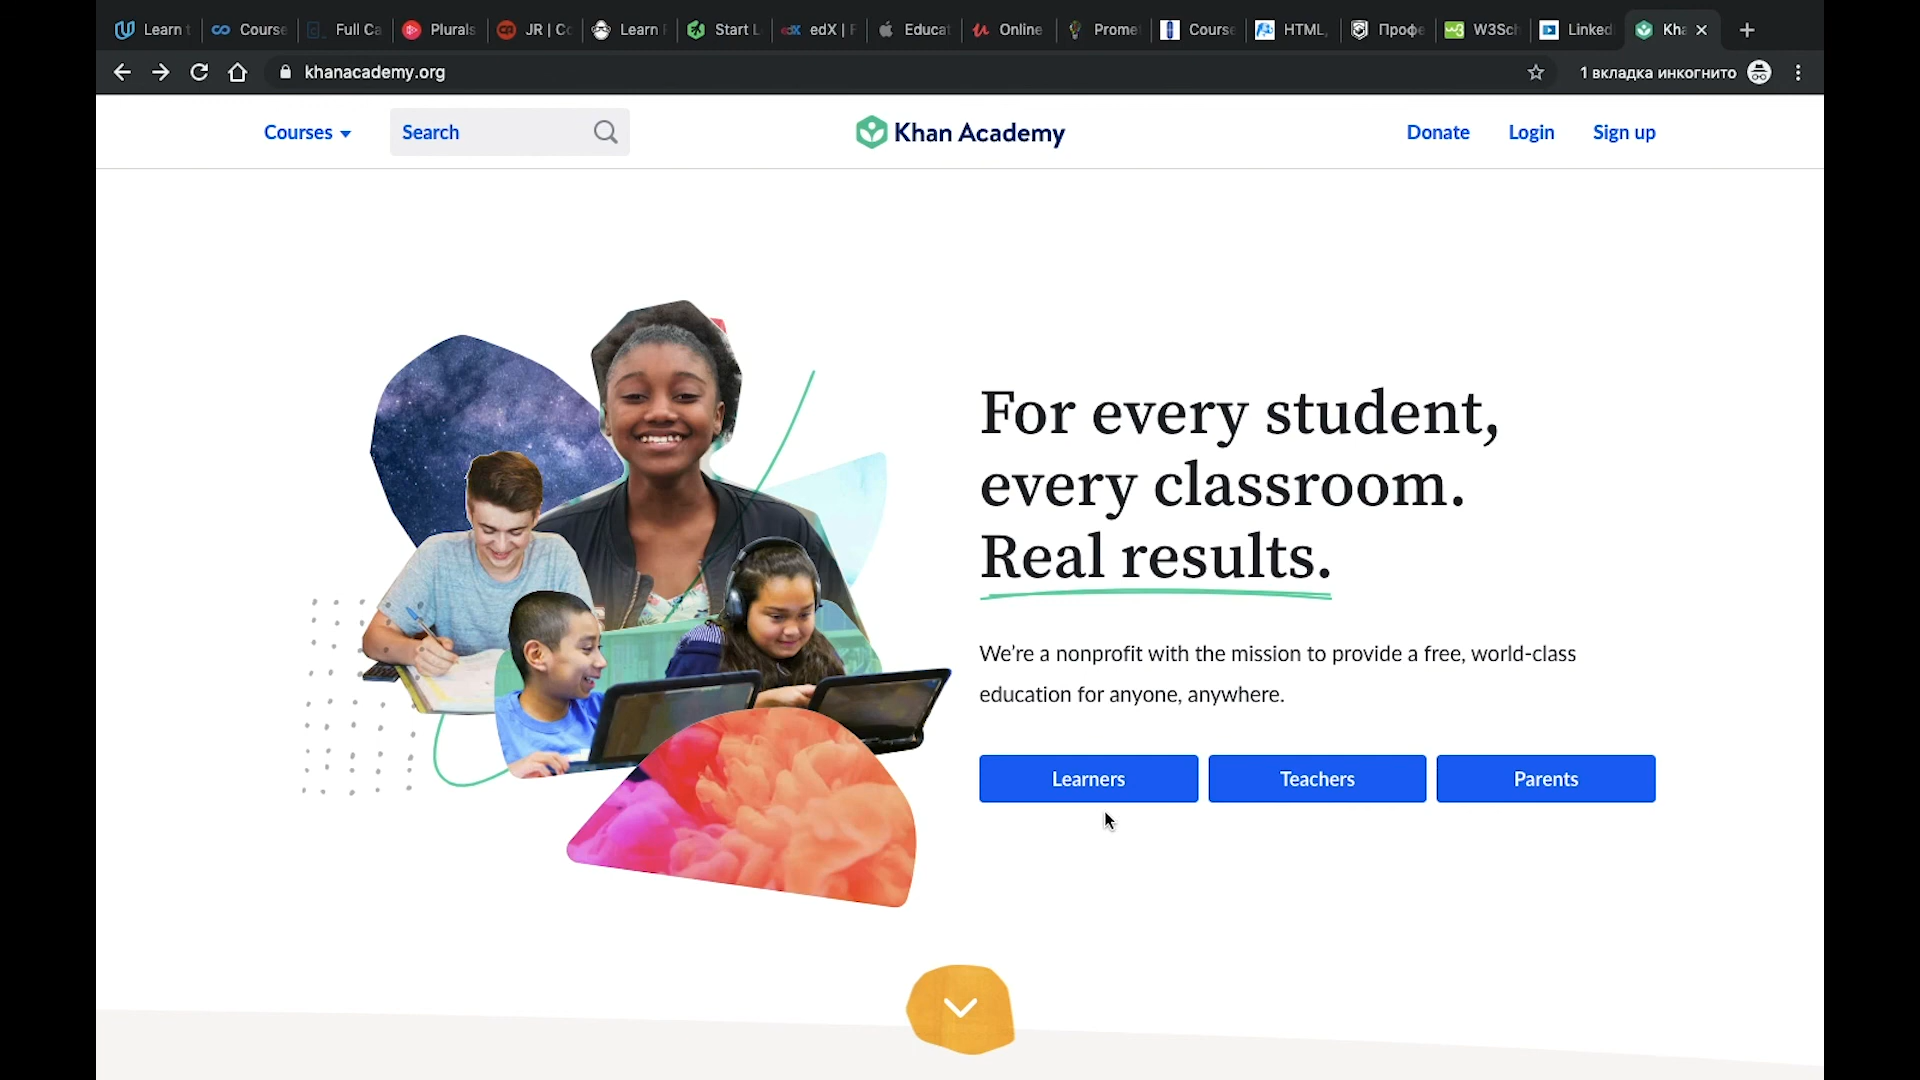 Learn t
Course
Full Ca
Plurals
JR | Co
Learn
Start L
edX | F
Educat
Online
Promet
Course
HTML,
Профе
W3Sch
Linked
Kha
khanacademy.org
1 вкладка инкогнито
Courses
Search
Khan Academy
Donate
Login
Sign up
For every student,
every classroom.
Real results.
We're a nonprofit with the mission to provide a free, world-class
education for anyone, anywhere.
Learners
Teachers
Parents